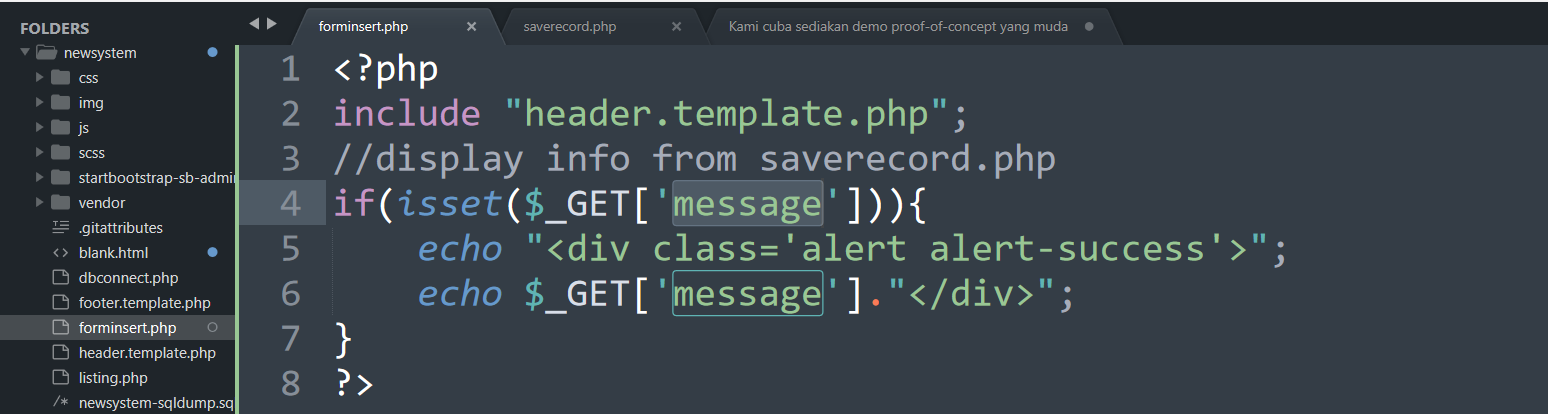 FOLDERS
newsystem
css
img
js
scss
startbootstrap-sb-admin
vendor
.gitattributes
<> blank.html
dbconnect.php
footer.template.php
forminsert.php
header.template.php
listing.php
/* newsystem-sqldump.sq
forminsert.php × saverecord.php × Kami cuba sediakan demo proof-of-concept yang muda
1 <?php
2 include "header.template.php";
3 //display info from saverecord.php
4 if(isset($_GET['message'])){
5 echo "<div class='alert alert-success'>";
6 echo $_GET['message']."</div>";
7 }
8 ?>